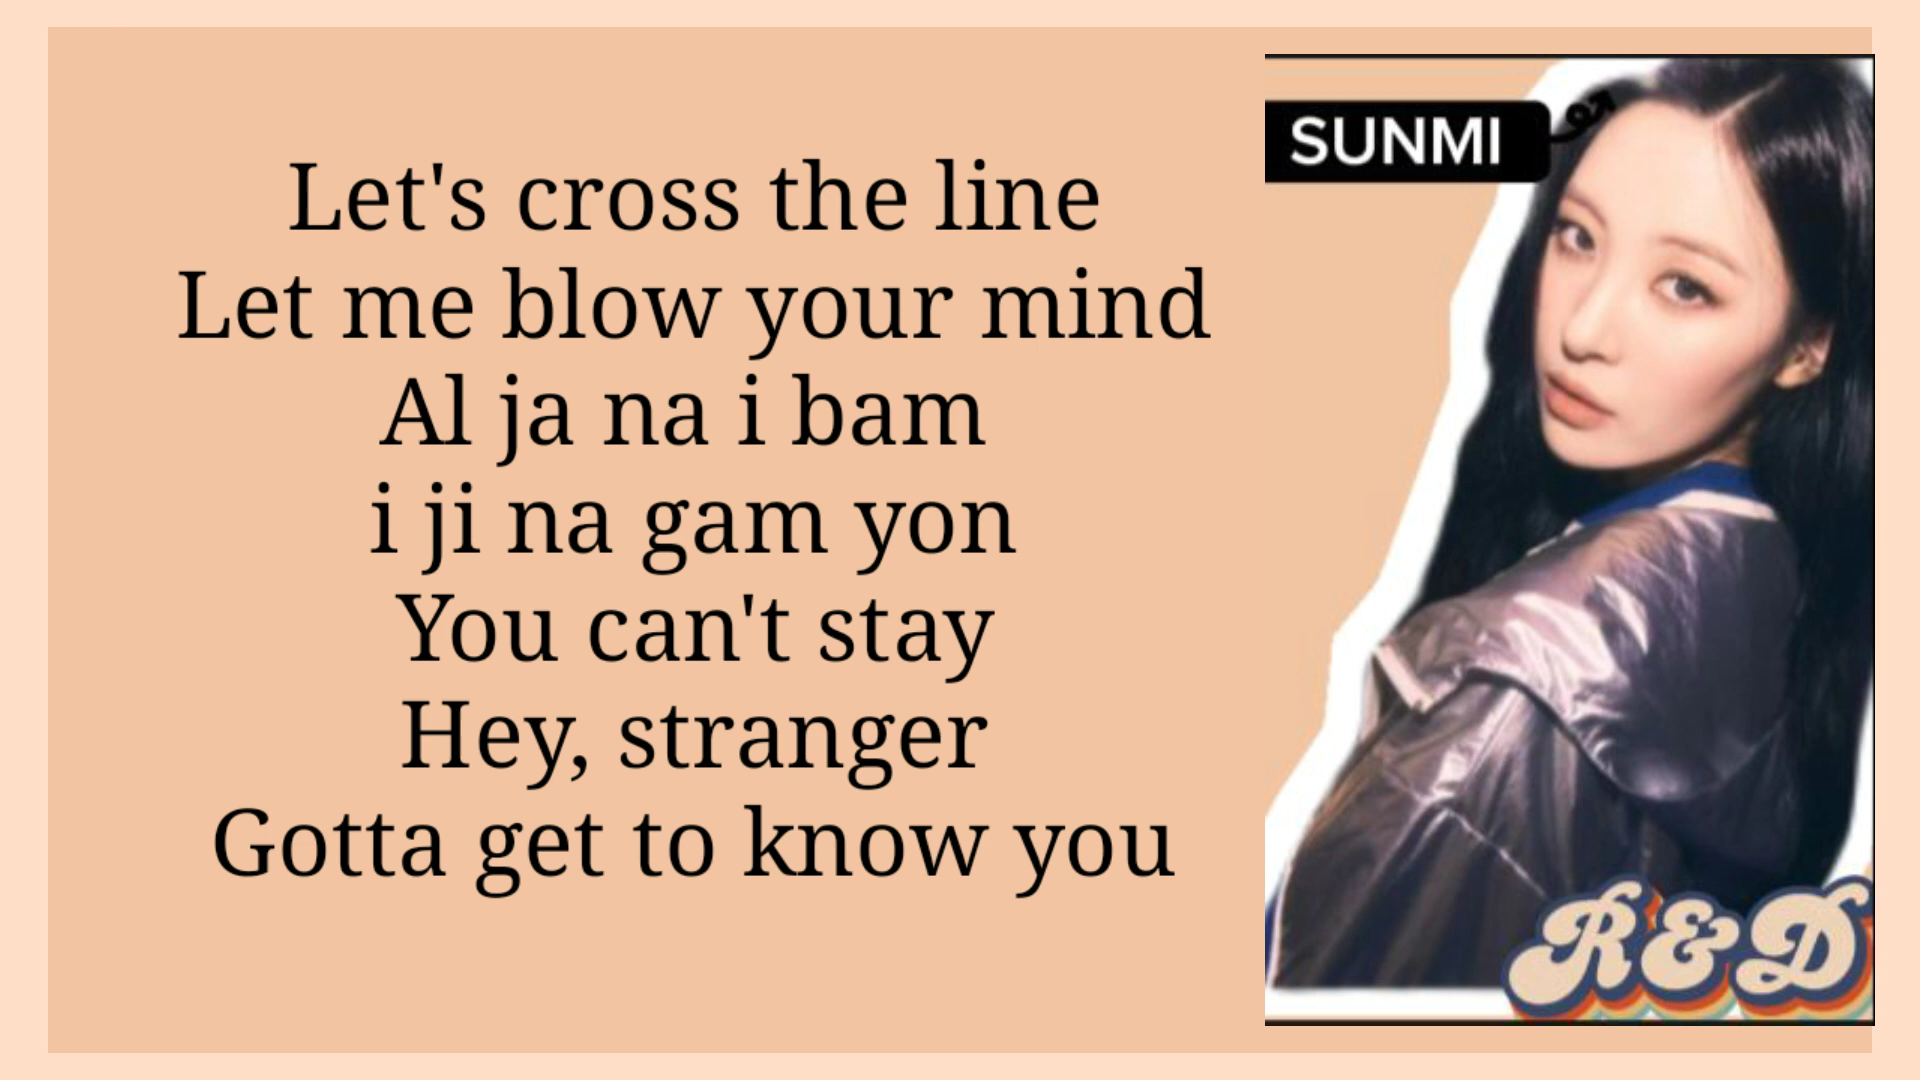 Let's cross the line
Let me blow your mind
Al ja na i bam
i ji na gam yon
You can't stay
Hey, stranger
Gotta get to know you
SUNMI
R&D